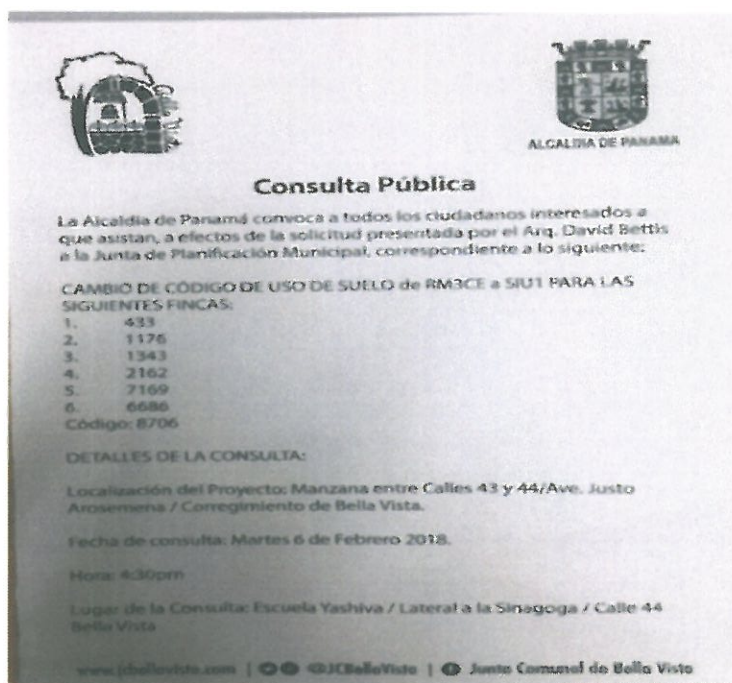 ALCALDIA DE PANAMA
Consulta Pública
La Alcaldia de Panamá convoca a todos los ciudadanos interesados a
que asistan, a efectos de la solicitud presentada por el Arq. David Bettis
a la Junta de Planificación Municipal, correspondiente a lo siguiente:
CAMBIO DE CÓDIGO DE USO DE SUELO de RM3CE a SIU1 PARA LAS
SIGUIENTES FINCAS:
1. 433
2. 1176
3. 1343
4. 2162
5. 7169
6. 6686
Código: 8706
DETALLES DE LA CONSULTA:
Localización del Proyecto: Manzana entre Calles 43 y 44/Ave. Justo
Arosemena / Corregimiento de Bella Vista.
Fecha de consulta: Martes 6 de Febrero 2018.
Hora: 4:30pm
Lugar de la Consulta: Escuela Yashiva / Lateral a la Sinagoga / Calle 44
Bella Vista
www.jcbellavista.com | @JCBellaVista | Junta Comunal de Bella Vista